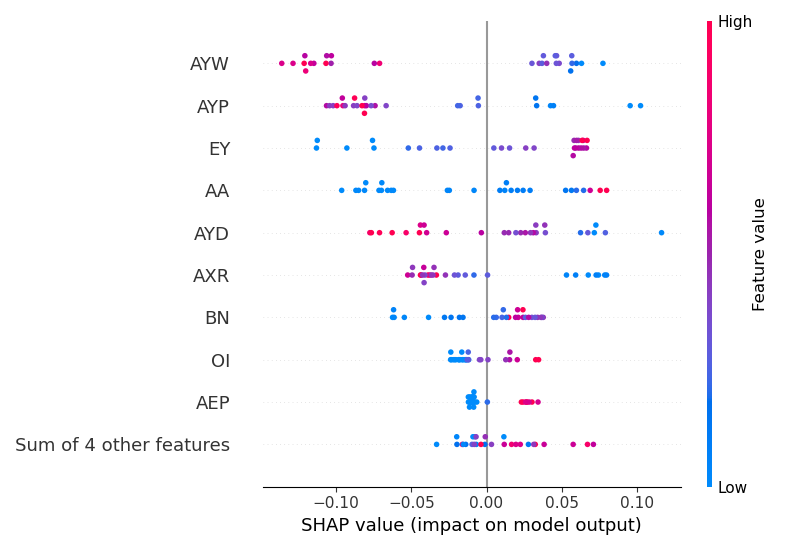 High
AYW
AYP
EY
AA
AYD
AXR
BN
OI
AEP
Sum of 4 other features
Feature value
Low
−0.10 −0.05 0.00 0.05 0.10
SHAP value (impact on model output)